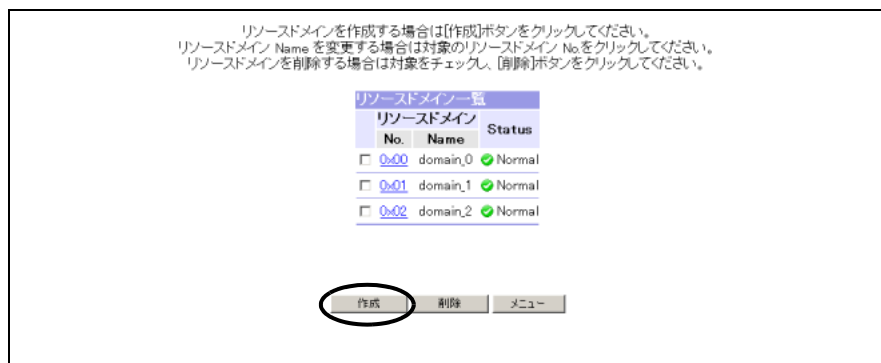 リソースドメインを作成する場合は[作成]ボタンをクリックしてください。
リソースドメイン Name を変更する場合は対象のリソースドメイン No.をクリックしてください。
リソースドメインを削除する場合は対象をチェックし、[削除]ボタンをクリックしてください。
リソースドメイン一覧
リソースドメイン Status
No. Name
0x00 domain_0 Normal
0x01 domain_1 Normal
0x02 domain_2 Normal
作成 削除 メニュー